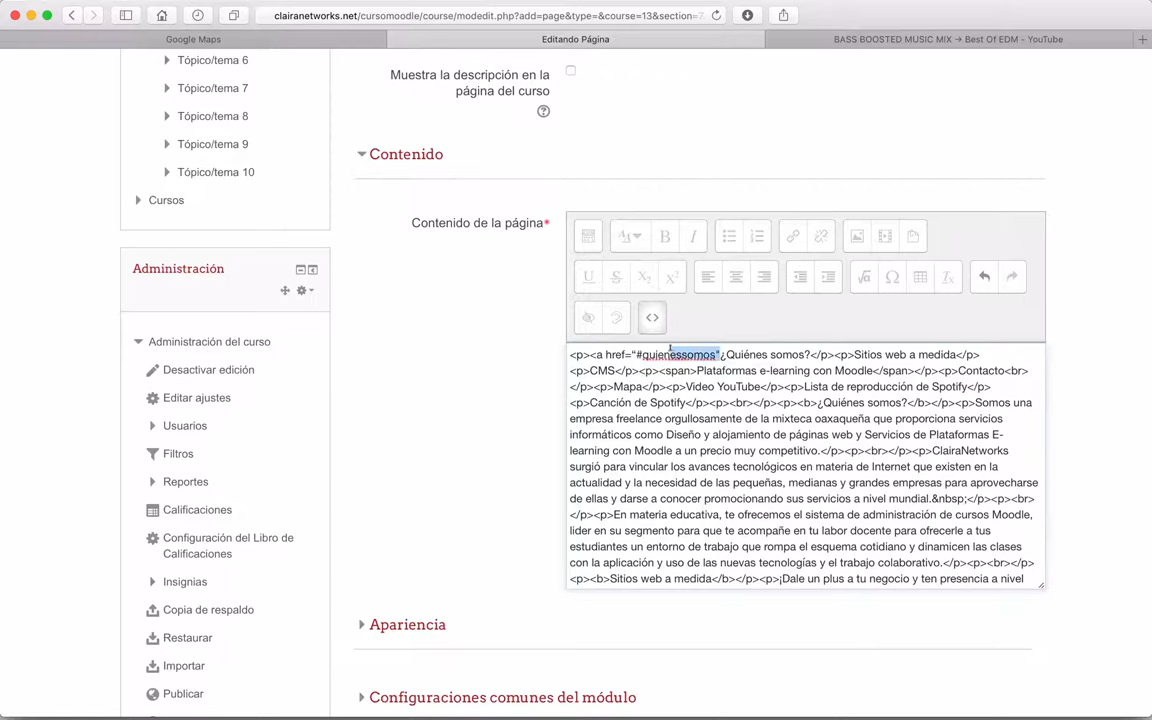 clairanetworks.net/cursomoodle/course/modedit.php?add=page&type=&course=13&section=7
Google Maps
Editando Página
BASS BOOSTED MUSIC MIX → Best Of EDM - YouTube
Tópico/tema 6
Tópico/tema 7
Tópico/tema 8
Tópico/tema 9
Tópico/tema 10
Cursos
Administración
Administración del curso
Desactivar edición
Editar ajustes
Usuarios
Filtros
Reportes
Calificaciones
Configuración del Libro de
Calificaciones
Insignias
Copia de respaldo
Restaurar
Importar
Publicar
Muestra la descripción en la
página del curso
Contenido
Contenido de la página*
<p><a href="#quienessomos"¿Quiénes somos?</p><p>Sitios web a medida</p>
<p>CMS</p><p><span>Plataformas e-learning con Moodle</span></p><p>Contacto<br>
</p><p>Mapa</p><p>Video YouTube</p><p>Lista de reproducción de Spotify</p>
<p>Canción de Spotify</p><p><br></p><p><b>¿Quiénes somos?</b></p><p>Somos una
empresa freelance orgullosamente de la mixteca oaxaqueña que proporciona servicios
informáticos como Diseño y alojamiento de páginas web y Servicios de Plataformas E-
learning con Moodle a un precio muy competitivo.</p><p><br></p><p>ClairaNetworks
surgió para vincular los avances tecnológicos en materia de Internet que existen en la
actualidad y la necesidad de las pequeñas, medianas y grandes empresas para aprovecharse
de ellas y darse a conocer promocionando sus servicios a nivel mundial.&nbsp;</p><p><br>
</p><p>En materia educativa, te ofrecemos el sistema de administración de cursos Moodle,
lider en su segmento para que te acompañe en tu labor docente para ofrecerle a tus
estudiantes un entorno de trabajo que rompa el esquema cotidiano y dinamicen las clases
con la aplicación y uso de las nuevas tecnologías y el trabajo colaborativo.</p><p><br></p>
<p><b>Sitios web a medida</b></p><p>¡Dale un plus a tu negocio y ten presencia a nivel
Apariencia
Configuraciones comunes del módulo